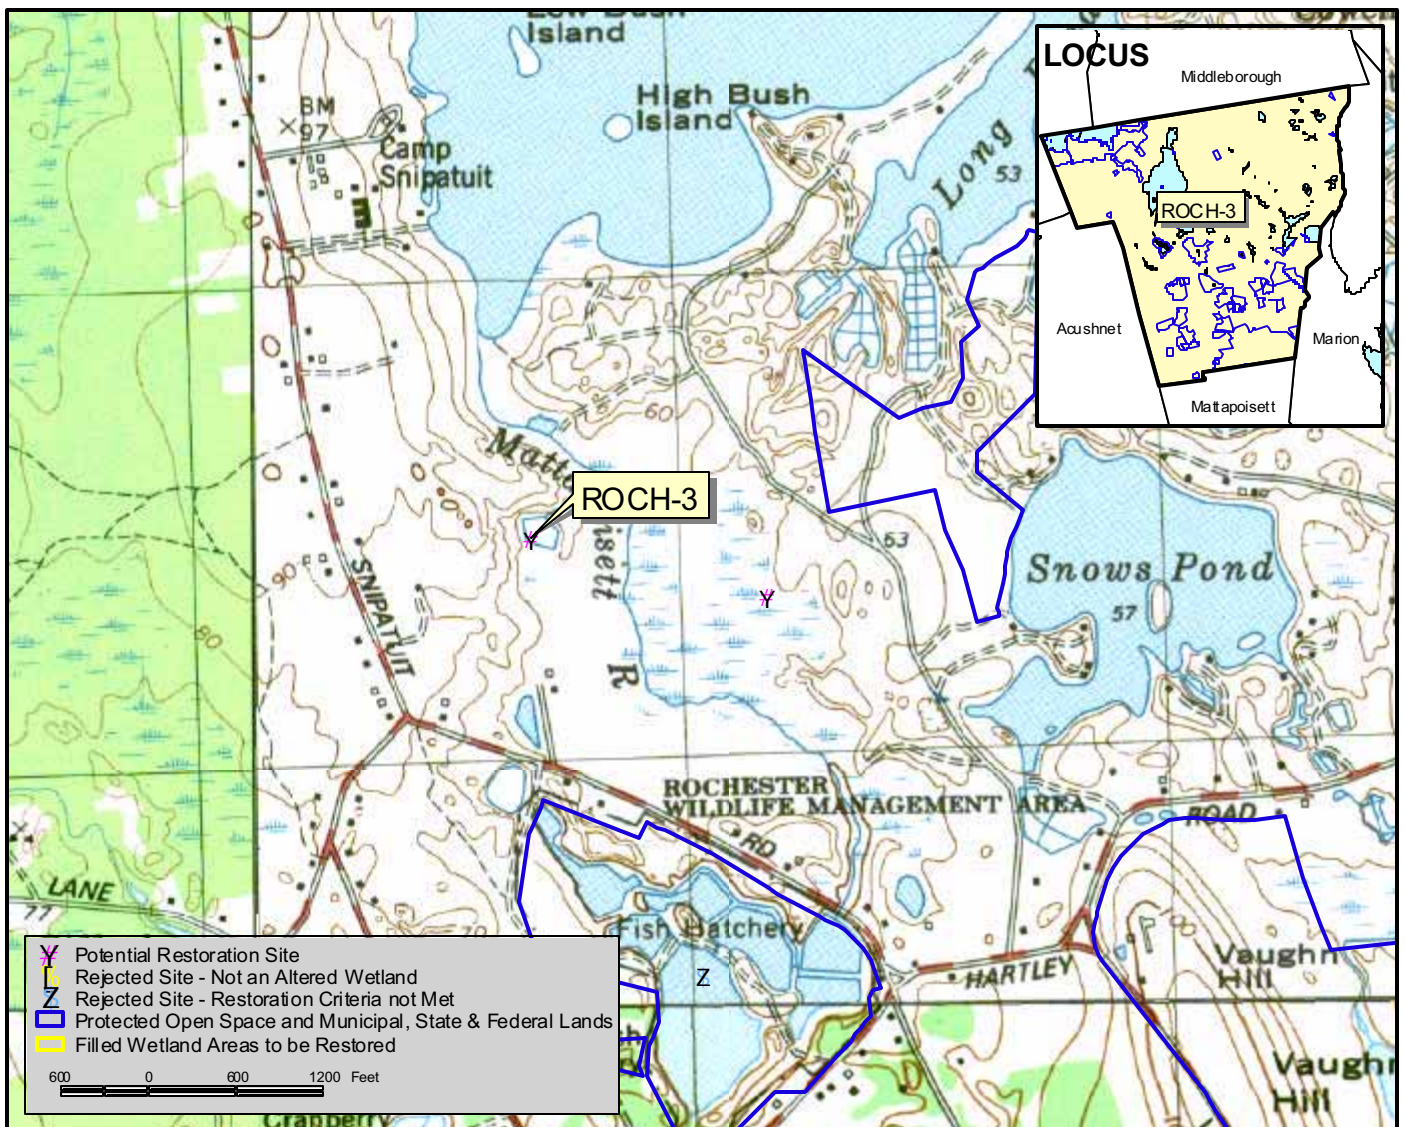 Island
High Bush
Island
BM
97
Camp
Snipatuit
Long
53
LOCUS
Middleborough
ROCH-3
Acushnet
Marion
Mattapoisett
60
ROCH-3
63
Snows Pond
57
SNIPATUIT
90
80
R
ROCHESTER
WILDLIFE MANAGEMENT AREA
RD
ROAD
LANE
77
70
Fish Hatchery
HARTLEY
Vaughn
Hill
Z
Y Potential Restoration Site
Rejected Site - Not an Altered Wetland
Z Rejected Site - Restoration Criteria not Met
Protected Open Space and Municipal, State & Federal Lands
Filled Wetland Areas to be Restored
600 0 600 1200 Feet
Vaughn
Hill
Cranberry